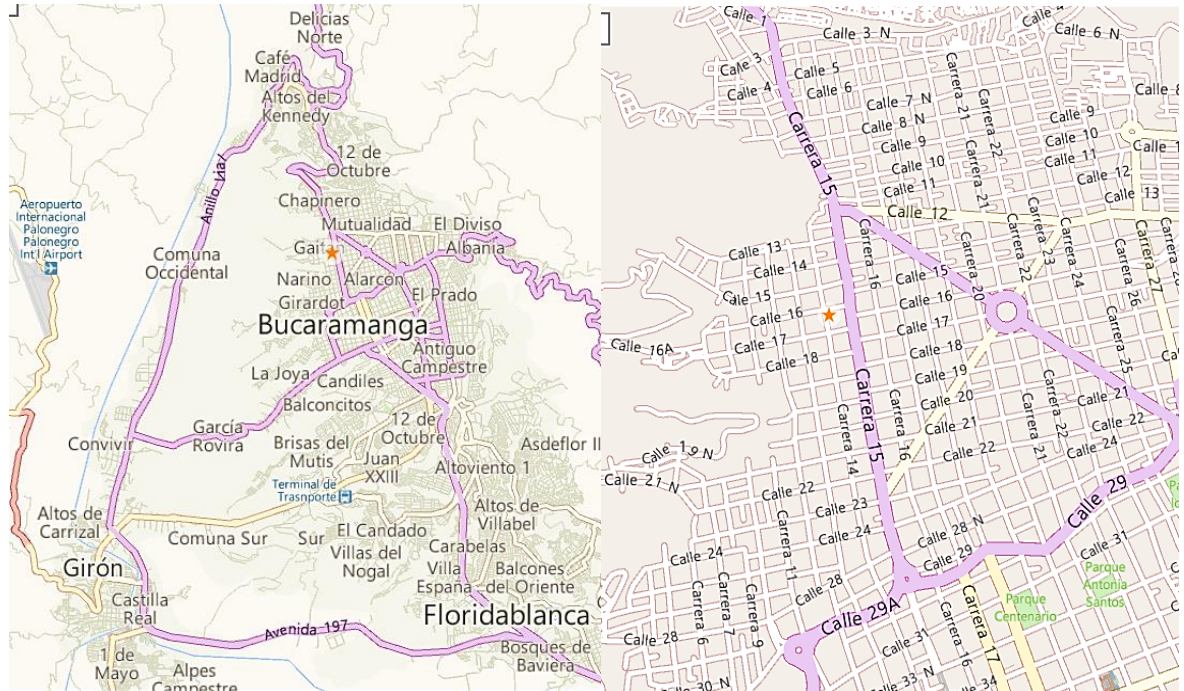 Delicias
Norte
Café
Madrid
Altos del
Kennedy
12 de
Octubre
Anillo
Chapinero
Mutualidad
El Diviso
Aeropuerto
Internacional
Palonegro
Palonegro
Int'l Airport
Gaitan
Albania
Comuna
Occidental
Narino
Alarcón
Girardot
El Prado
Bucaramanga
Antiguo
Campestre
La Joya
Candiles
Balconcitos
12 de
Octubre
García
Rovira
Convivir
Brisas del
Mutis
Juan
XXIII
Asdeflor II
Altoviento 1
Terminal de
Trasnporte
Altos de
Carrizal
Altos de
Villabel
El Candado
Comuna Sur
Sur
Villas del
Nogal
Carabelas
Girón
Villa
España
Balcones
del Oriente
Castilla
Real
Floridablanca
Avenida 197
Bosques de
Baviera
1 de
Mayo
Alpes
Campestre
Calle 1
Calle 3 N
Calle 6 N
Calle 3
Calle 5
Calle 4
Calle 6
Carrera 21
Calle 7 N
Carrera 22
Calle 8 N
Calle 9
Calle 9
Calle 10
Carrera 15
Calle 10
Calle 11
Calle 11
Calle 12
Carrera 21
Calle 13
Calle 12
Calle 13
Carrera 16
Carrera 22
Carrera 23
Carrera 24
Carrera 27
Calle 14
Calle 15
Carrera 20
Carrera 26
Calle 15
Calle 16
Calle 16
Calle 17
Calle 16A
Calle 17
Calle 18
Calle 18
Carrera 25
Calle 19
Carrera 15
Calle 20
Calle 21
Carrera 14
Carrera 16
Calle 21
Carrera 22
Calle 22
Carrera 21
Calle 24
Calle 22
Calle 19 N
Calle 21 N
Calle 22
Calle 23
Calle 24
Carrera 11
Calle 29
Calle 28 N
Calle 29
Calle 24
Calle 31
Calle 28
Parque
Antonia
Santos
Carrera 6
Carrera 7
Carrera 9
Calle 29A
Parque
Centenario
Calle 28
Calle 31
Carrera 16
Carrera 17
Calle 30 N
Calle 33 N
Calle 34